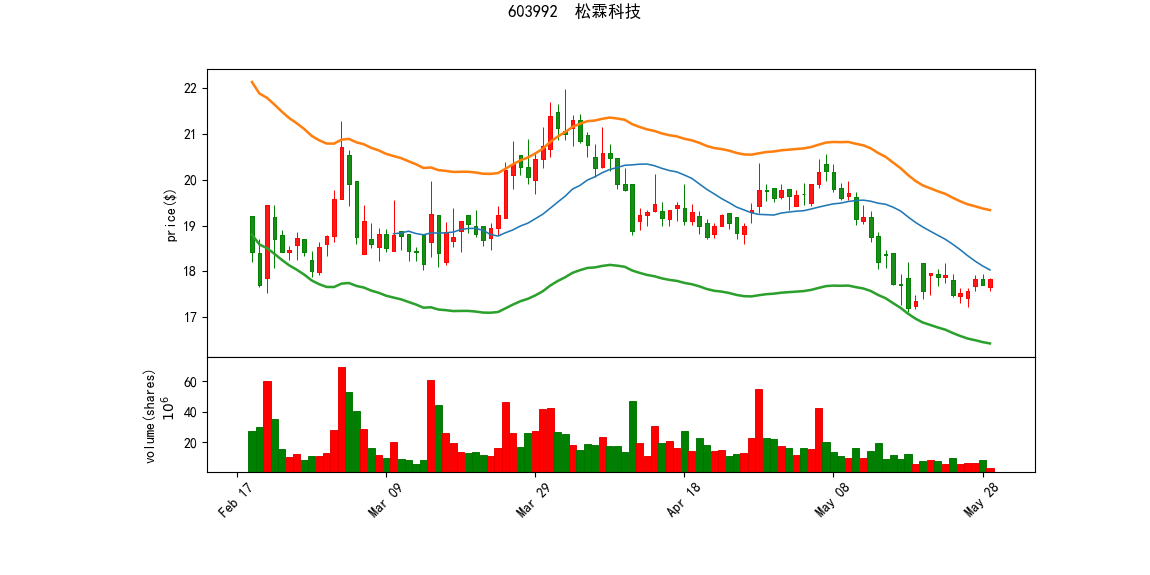 603992 松霖科技
price($)
22
21
20
19
18
17
volume(shares)
10^6
60
40
20
Feb 17
Mar 09
Mar 29
Apr 18
May 08
May 28